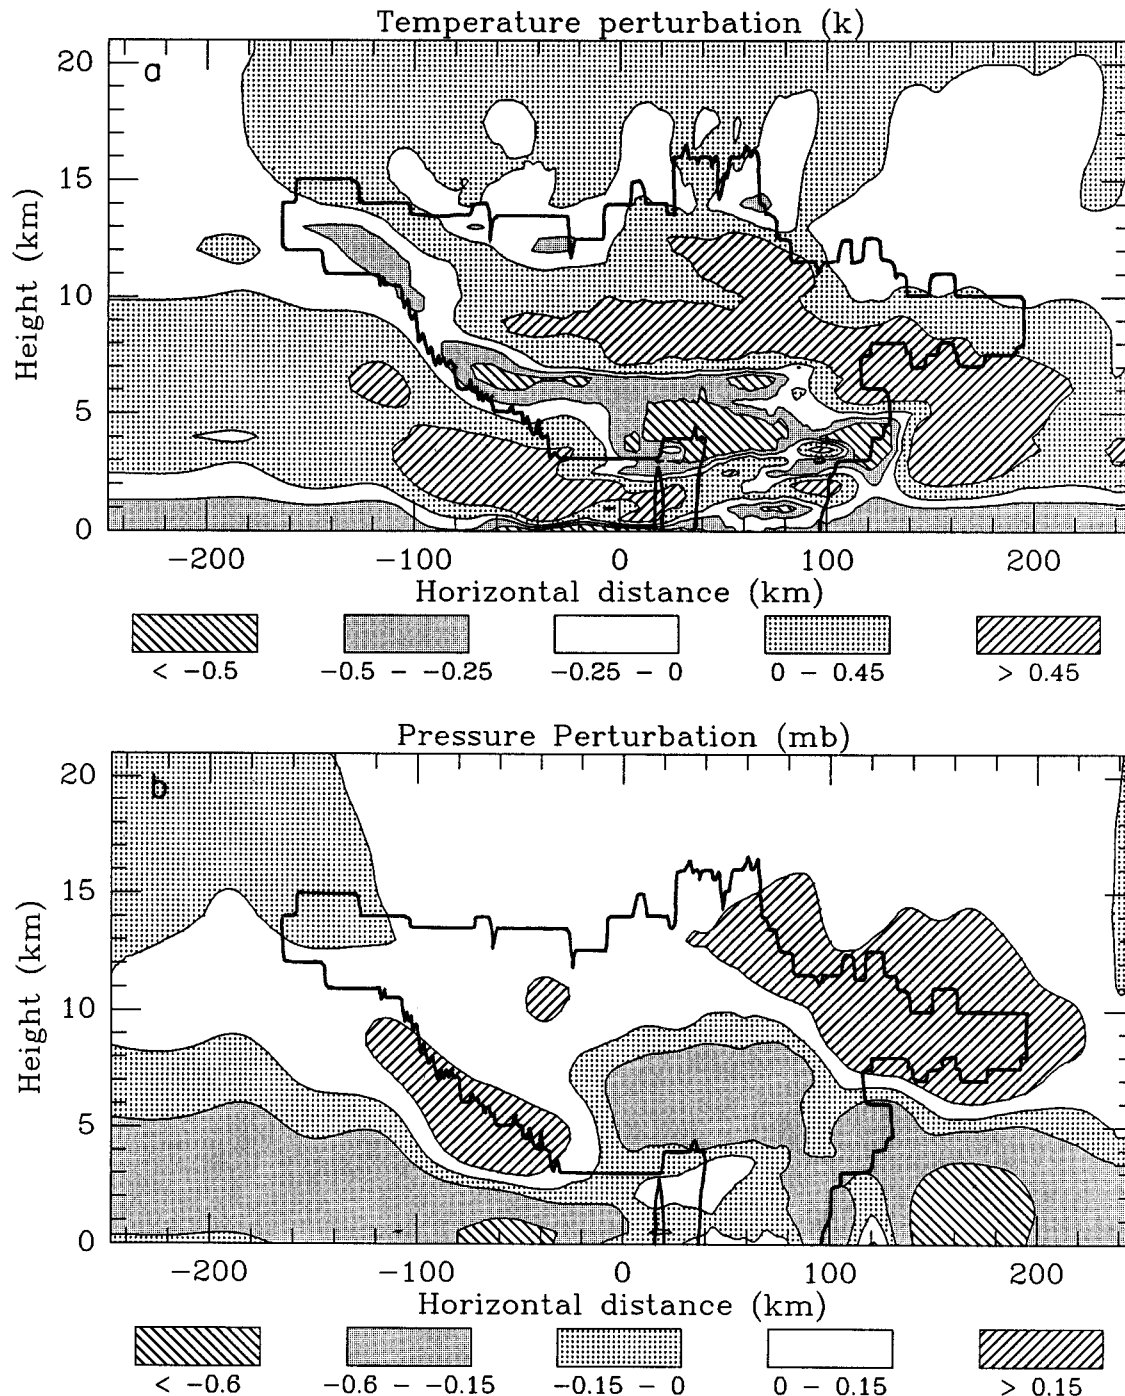 Temperature perturbation (k)
a
20
15
10
5
0
Height (km)
-200 -100 0 100 200
Horizontal distance (km)
< -0.5 -0.5 - -0.25 -0.25 - 0 0 - 0.45 > 0.45
Pressure Perturbation (mb)
b
20
15
10
5
0
Height (km)
-200 -100 0 100 200
Horizontal distance (km)
< -0.6 -0.6 - -0.15 -0.15 - 0 0 - 0.15 > 0.15